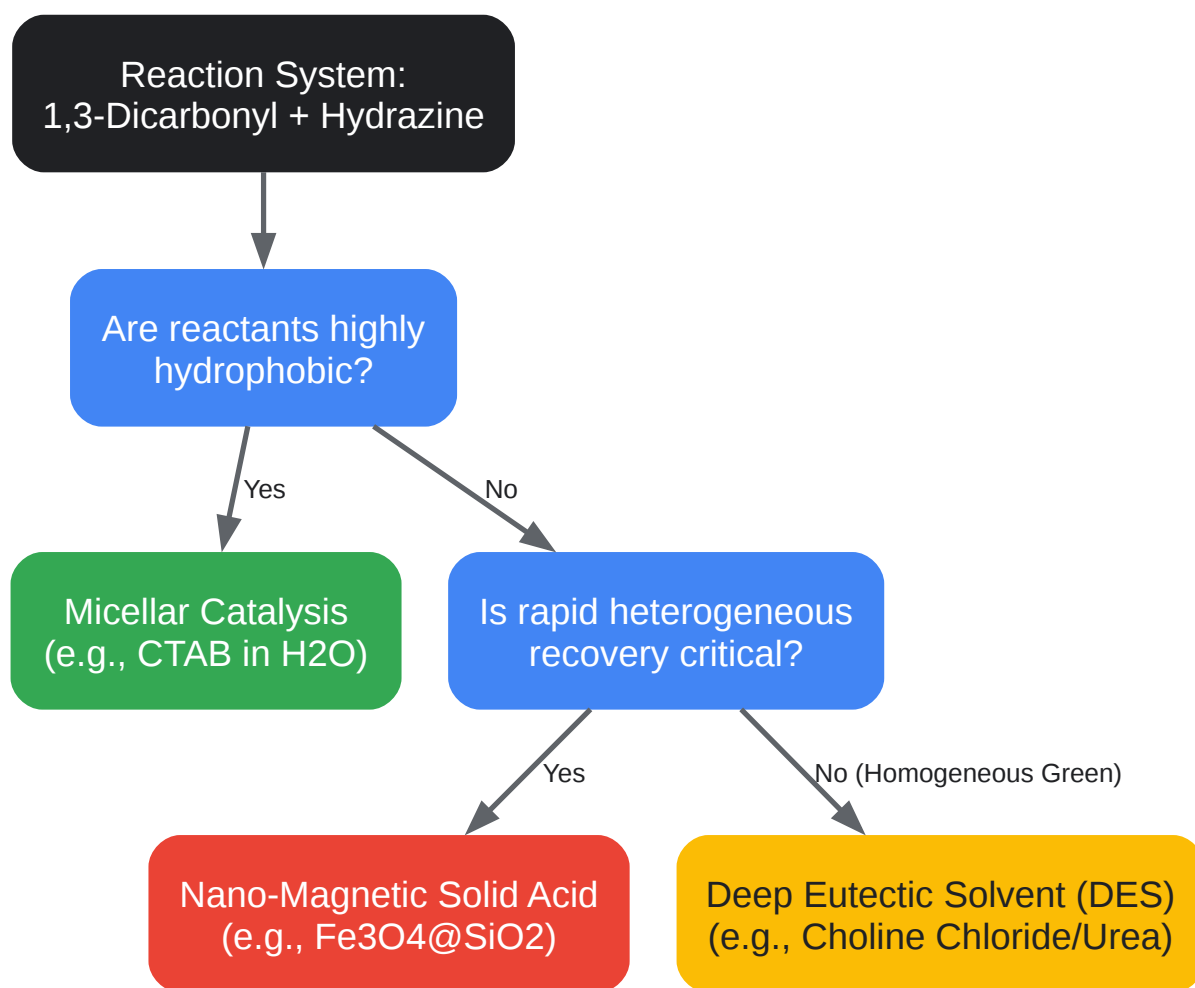 Reaction System:
1,3-Dicarbonyl + Hydrazine
Are reactants highly
hydrophobic?
Yes
No
Micellar Catalysis
(e.g., CTAB in H2O)
Is rapid heterogeneous
recovery critical?
Yes
No (Homogeneous Green)
Nano-Magnetic Solid Acid
(e.g., Fe3O4@SiO2)
Deep Eutectic Solvent (DES)
(e.g., Choline Chloride/Urea)